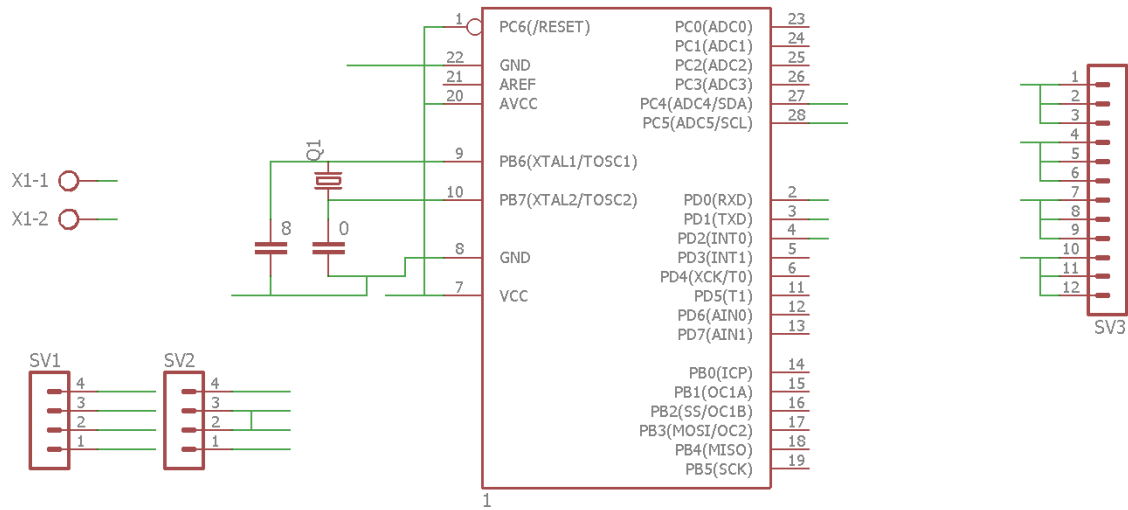 1 PC6(/RESET) PC0(ADC0) 23
PC1(ADC1) 24
22 GND PC2(ADC2) 25
21 AREF PC3(ADC3) 26
20 AVCC PC4(ADC4/SDA) 27
PC5(ADC5/SCL) 28
Q1
9 PB6(XTAL1/TOSC1)
10 PB7(XTAL2/TOSC2) PD0(RXD) 2
PD1(TXD) 3
8 0 PD2(INT0) 4
8 GND PD3(INT1) 5
PD4(XCK/T0) 6
7 VCC PD5(T1) 11
PD6(AIN0) 12
PD7(AIN1) 13
PB0(ICP) 14
PB1(OC1A) 15
PB2(SS/OC1B) 16
PB3(MOSI/OC2) 17
PB4(MISO) 18
PB5(SCK) 19
1
X1-1
X1-2
SV1
4
3
2
1
SV2
4
3
2
1
1
2
3
4
5
6
7
8
9
10
11
12
SV3